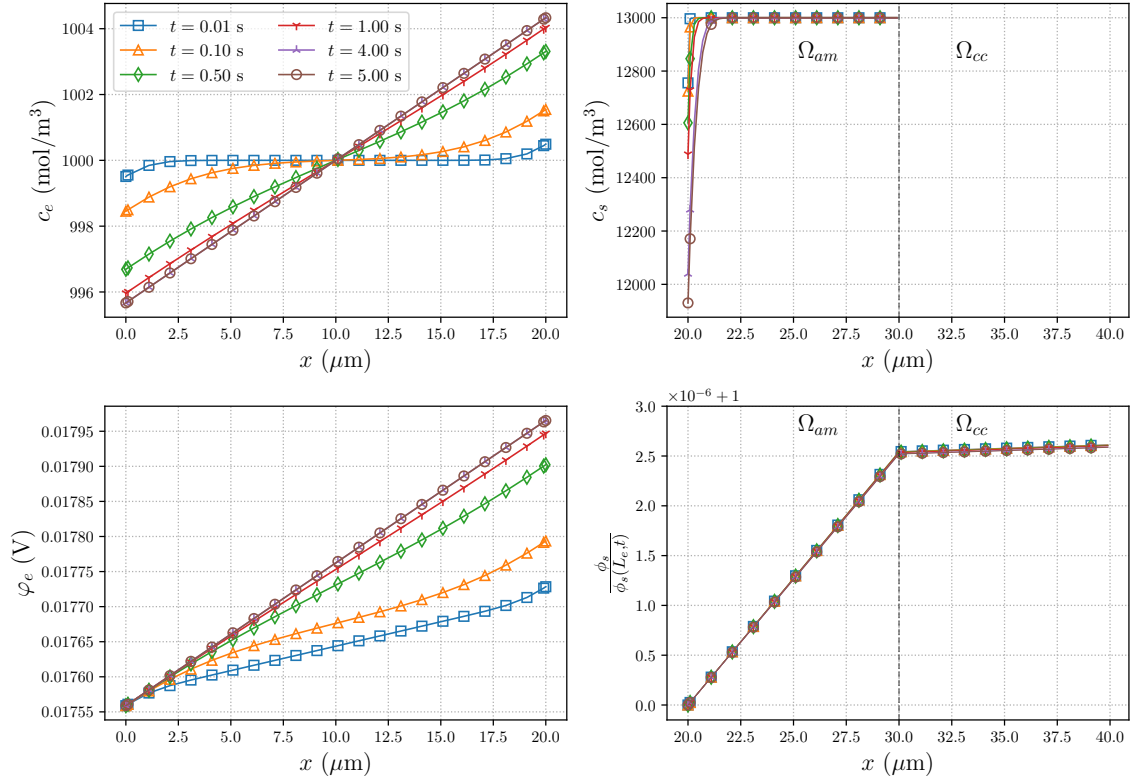 t = 0.01 s
t = 0.10 s
t = 0.50 s
t = 1.00 s
t = 4.00 s
t = 5.00 s
1004
1002
1000
998
996
c_e (mol/m³)
0.0 2.5 5.0 7.5 10.0 12.5 15.0 17.5 20.0
x (μm)
Ω_am Ω_cc
13000
12800
12600
12400
12200
12000
c_s (mol/m³)
20.0 22.5 25.0 27.5 30.0 32.5 35.0 37.5 40.0
x (μm)
0.01795
0.01790
0.01785
0.01780
0.01775
0.01770
0.01765
0.01760
0.01755
φ_e (V)
0.0 2.5 5.0 7.5 10.0 12.5 15.0 17.5 20.0
x (μm)
×10⁻⁶ + 1
Ω_am Ω_cc
3.0
2.5
2.0
1.5
1.0
0.5
0.0
ϕ_s
ϕ_s(L_e,t)
20.0 22.5 25.0 27.5 30.0 32.5 35.0 37.5 40.0
x (μm)